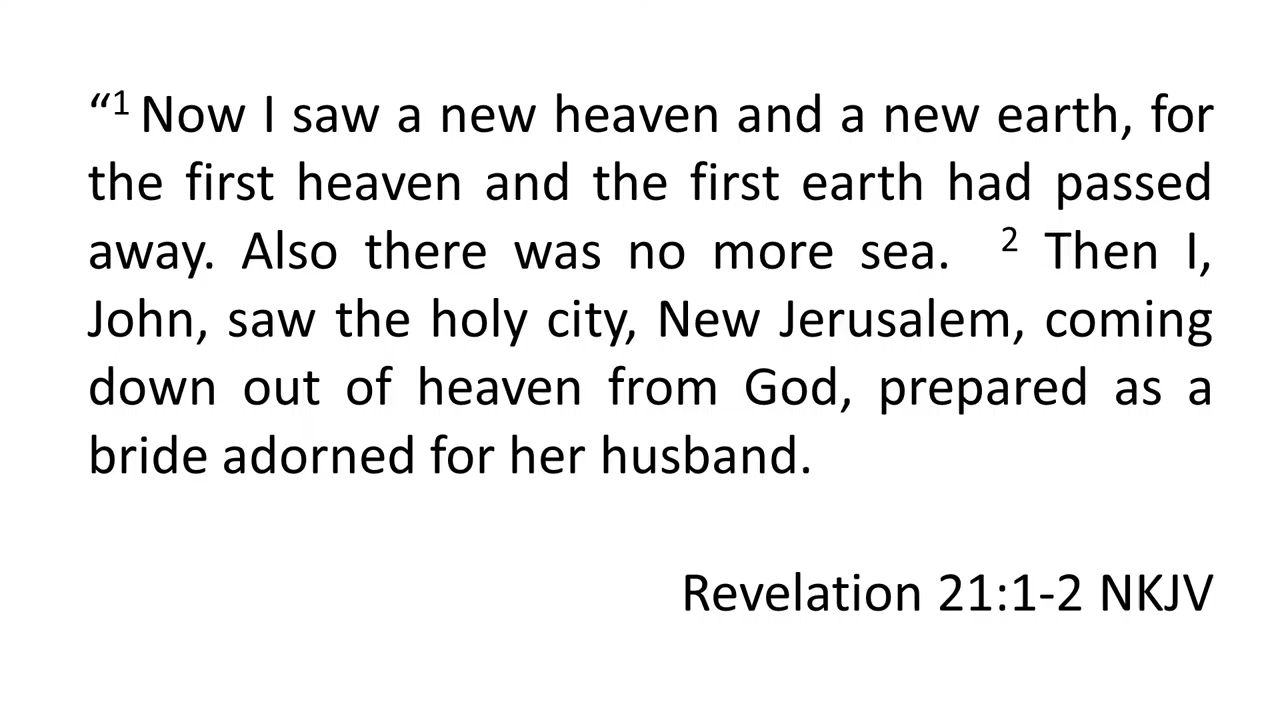 “1 Now I saw a new heaven and a new earth, for
the first heaven and the first earth had passed
away. Also there was no more sea. 2 Then I,
John, saw the holy city, New Jerusalem, coming
down out of heaven from God, prepared as a
bride adorned for her husband.
Revelation 21:1-2 NKJV